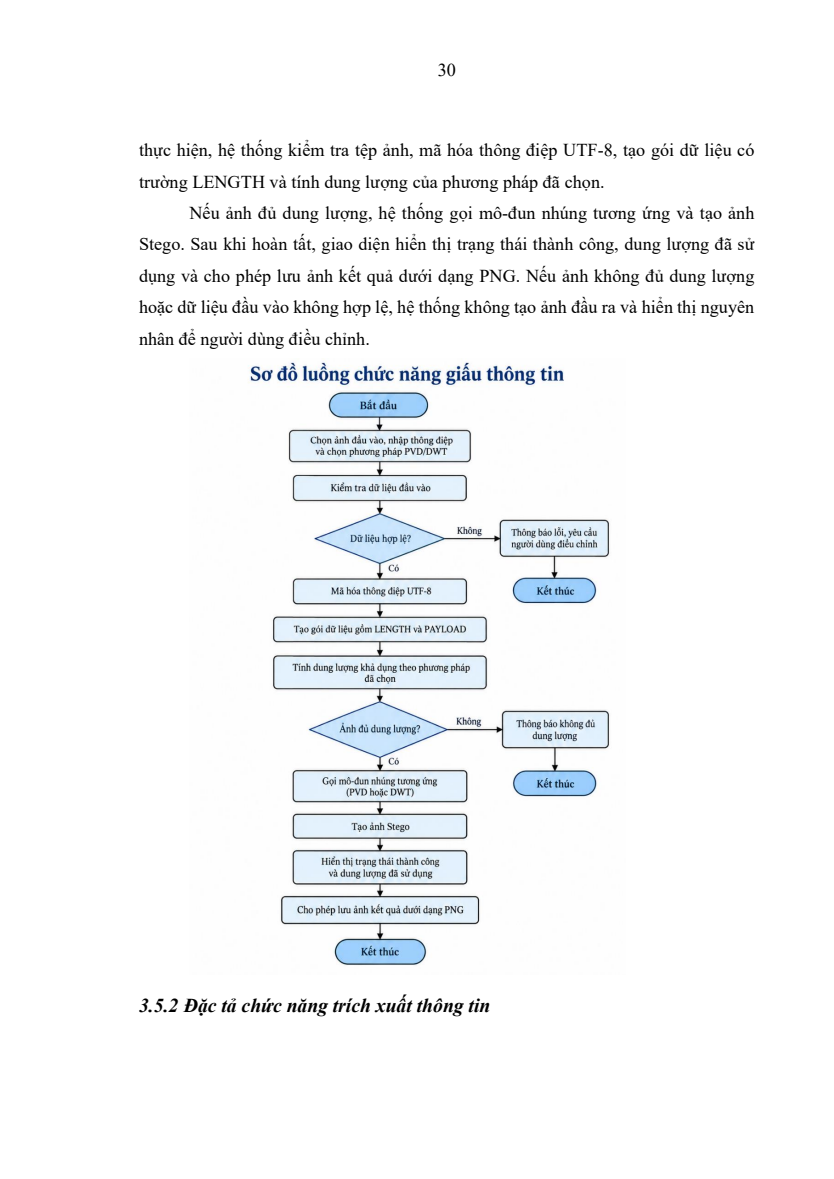 30
thực hiện, hệ thống kiểm tra tệp ảnh, mã hóa thông điệp UTF-8, tạo gói dữ liệu có
trường LENGTH và tính dung lượng của phương pháp đã chọn.
Nếu ảnh đủ dung lượng, hệ thống gọi mô-đun nhúng tương ứng và tạo ảnh
Stego. Sau khi hoàn tất, giao diện hiển thị trạng thái thành công, dung lượng đã sử
dụng và cho phép lưu ảnh kết quả dưới dạng PNG. Nếu ảnh không đủ dung lượng
hoặc dữ liệu đầu vào không hợp lệ, hệ thống không tạo ảnh đầu ra và hiển thị nguyên
nhân để người dùng điều chỉnh.
Sơ đồ luồng chức năng giấu thông tin
Bắt đầu
Chọn ảnh đầu vào, nhập thông điệp
và chọn phương pháp PVD/DWT
Kiểm tra dữ liệu đầu vào
Dữ liệu hợp lệ?
Không
Thông báo lỗi, yêu cầu
người dùng điều chỉnh
Kết thúc
Có
Mã hóa thông điệp UTF-8
Tạo gói dữ liệu gồm LENGTH và PAYLOAD
Tính dung lượng khả dụng theo phương pháp
đã chọn
Ảnh đủ dung lượng?
Không
Thông báo không đủ
dung lượng
Kết thúc
Có
Gọi mô-đun nhúng tương ứng
(PVD hoặc DWT)
Tạo ảnh Stego
Hiển thị trạng thái thành công
và dung lượng đã sử dụng
Cho phép lưu ảnh kết quả dưới dạng PNG
Kết thúc
3.5.2 Đặc tả chức năng trích xuất thông tin